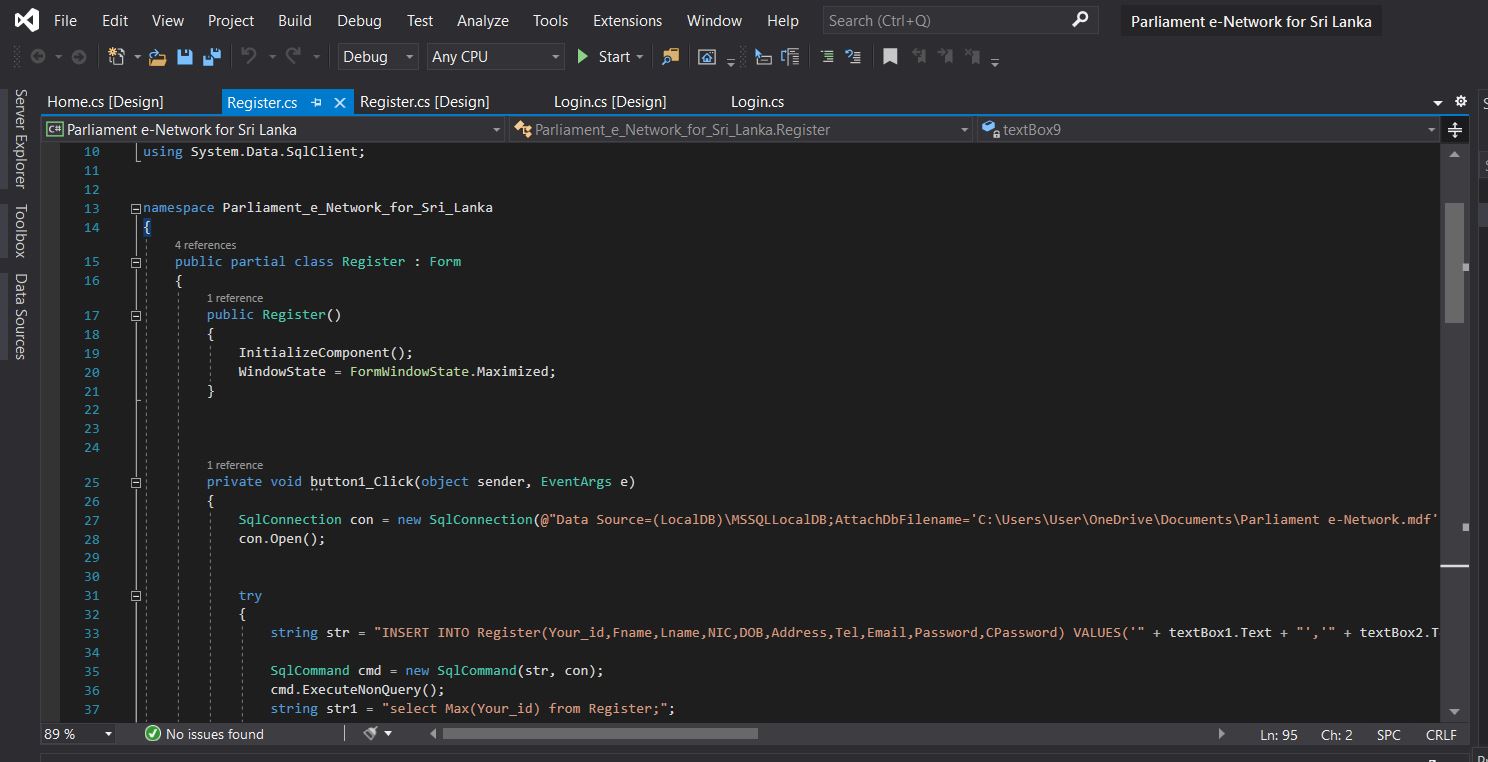 File Edit View Project Build Debug Test Analyze Tools Extensions Window Help Search (Ctrl+Q) Parliament e-Network for Sri Lanka
Debug Any CPU Start
Server Explorer
Toolbox
Data Sources
Home.cs [Design] Register.cs Register.cs [Design] Login.cs [Design] Login.cs
C# Parliament e-Network for Sri Lanka Parliament_e_Network_for_Sri_Lanka.Register textBox9
10 using System.Data.SqlClient;
11
12
13 namespace Parliament_e_Network_for_Sri_Lanka
14 {
4 references
15 public partial class Register : Form
16 {
1 reference
17 public Register()
18 {
19 InitializeComponent();
20 WindowState = FormWindowState.Maximized;
21 }
22
23
24
1 reference
25 private void button1_Click(object sender, EventArgs e)
26 {
27 SqlConnection con = new SqlConnection(@"Data Source=(LocalDB)\MSSQLLocalDB;AttachDbFilename='C:\Users\User\OneDrive\Documents\Parliament e-Network.mdf'
28 con.Open();
29
30
31 try
32 {
33 string str = "INSERT INTO Register(Your_id,Fname,Lname,NIC,DOB,Address,Tel,Email,Password,CPassword) VALUES('" + textBox1.Text + "','" + textBox2.T
34
35 SqlCommand cmd = new SqlCommand(str, con);
36 cmd.ExecuteNonQuery();
37 string str1 = "select Max(Your_id) from Register;";
89 % No issues found Ln: 95 Ch: 2 SPC CRLF